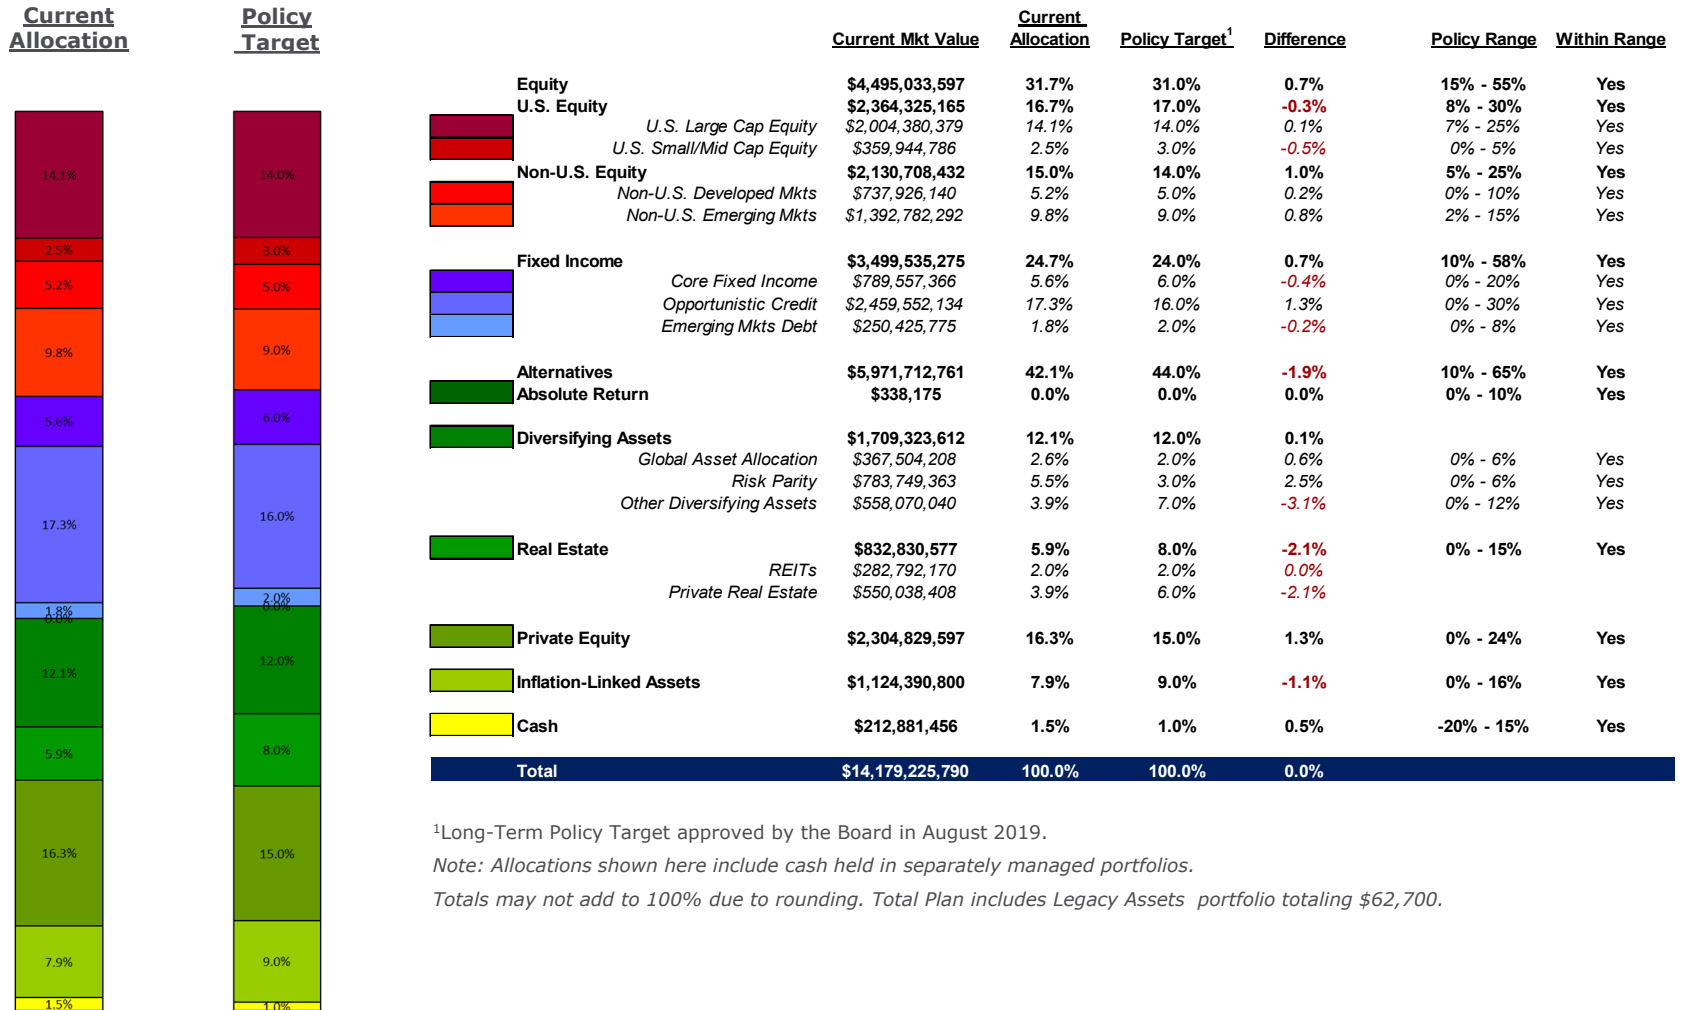 Current
Allocation
Policy
Target
14.1%
2.5%
5.2%
9.8%
5.6%
17.3%
1.8%
0.0%
12.1%
5.9%
16.3%
7.9%
1.5%
14.0%
3.0%
5.0%
9.0%
6.0%
16.0%
2.0%
0.0%
12.0%
8.0%
15.0%
9.0%
1.0%
Current Mkt Value Current Allocation Policy Target1 Difference Policy Range Within Range
Equity $4,495,033,597 31.7% 31.0% 0.7% 15% - 55% Yes
U.S. Equity $2,364,325,165 16.7% 17.0% -0.3% 8% - 30% Yes
U.S. Large Cap Equity $2,004,380,379 14.1% 14.0% 0.1% 7% - 25% Yes
U.S. Small/Mid Cap Equity $359,944,786 2.5% 3.0% -0.5% 0% - 5% Yes
Non-U.S. Equity $2,130,708,432 15.0% 14.0% 1.0% 5% - 25% Yes
Non-U.S. Developed Mkts $737,926,140 5.2% 5.0% 0.2% 0% - 10% Yes
Non-U.S. Emerging Mkts $1,392,782,292 9.8% 9.0% 0.8% 2% - 15% Yes
Fixed Income $3,499,535,275 24.7% 24.0% 0.7% 10% - 58% Yes
Core Fixed Income $789,557,366 5.6% 6.0% -0.4% 0% - 20% Yes
Opportunistic Credit $2,459,552,134 17.3% 16.0% 1.3% 0% - 30% Yes
Emerging Mkts Debt $250,425,775 1.8% 2.0% -0.2% 0% - 8% Yes
Alternatives $5,971,712,761 42.1% 44.0% -1.9% 10% - 65% Yes
Absolute Return $338,175 0.0% 0.0% 0.0% 0% - 10% Yes
Diversifying Assets $1,709,323,612 12.1% 12.0% 0.1%
Global Asset Allocation $367,504,208 2.6% 2.0% 0.6% 0% - 6% Yes
Risk Parity $783,749,363 5.5% 3.0% 2.5% 0% - 6% Yes
Other Diversifying Assets $558,070,040 3.9% 7.0% -3.1% 0% - 12% Yes
Real Estate $832,830,577 5.9% 8.0% -2.1% 0% - 15% Yes
REITs $282,792,170 2.0% 2.0% 0.0%
Private Real Estate $550,038,408 3.9% 6.0% -2.1%
Private Equity $2,304,829,597 16.3% 15.0% 1.3% 0% - 24% Yes
Inflation-Linked Assets $1,124,390,800 7.9% 9.0% -1.1% 0% - 16% Yes
Cash $212,881,456 1.5% 1.0% 0.5% -20% - 15% Yes
Total $14,179,225,790 100.0% 100.0% 0.0%
1Long-Term Policy Target approved by the Board in August 2019.
Note: Allocations shown here include cash held in separately managed portfolios.
Totals may not add to 100% due to rounding. Total Plan includes Legacy Assets portfolio totaling $62,700.